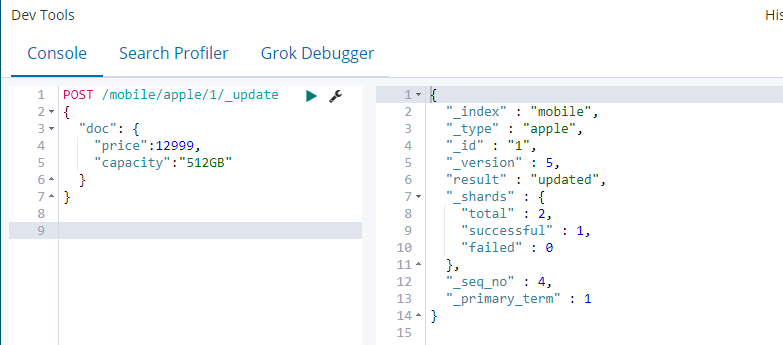 Dev Tools
His
Console Search Profiler Grok Debugger
1 POST /mobile/apple/1/_update
2 {
3 "doc": {
4 "price":12999,
5 "capacity":"512GB"
6 }
7 }
8
9
1 {
2 "_index" : "mobile",
3 "_type" : "apple",
4 "_id" : "1",
5 "_version" : 5,
6 "result" : "updated",
7 "_shards" : {
8 "total" : 2,
9 "successful" : 1,
10 "failed" : 0
11 },
12 "_seq_no" : 4,
13 "_primary_term" : 1
14 }
15